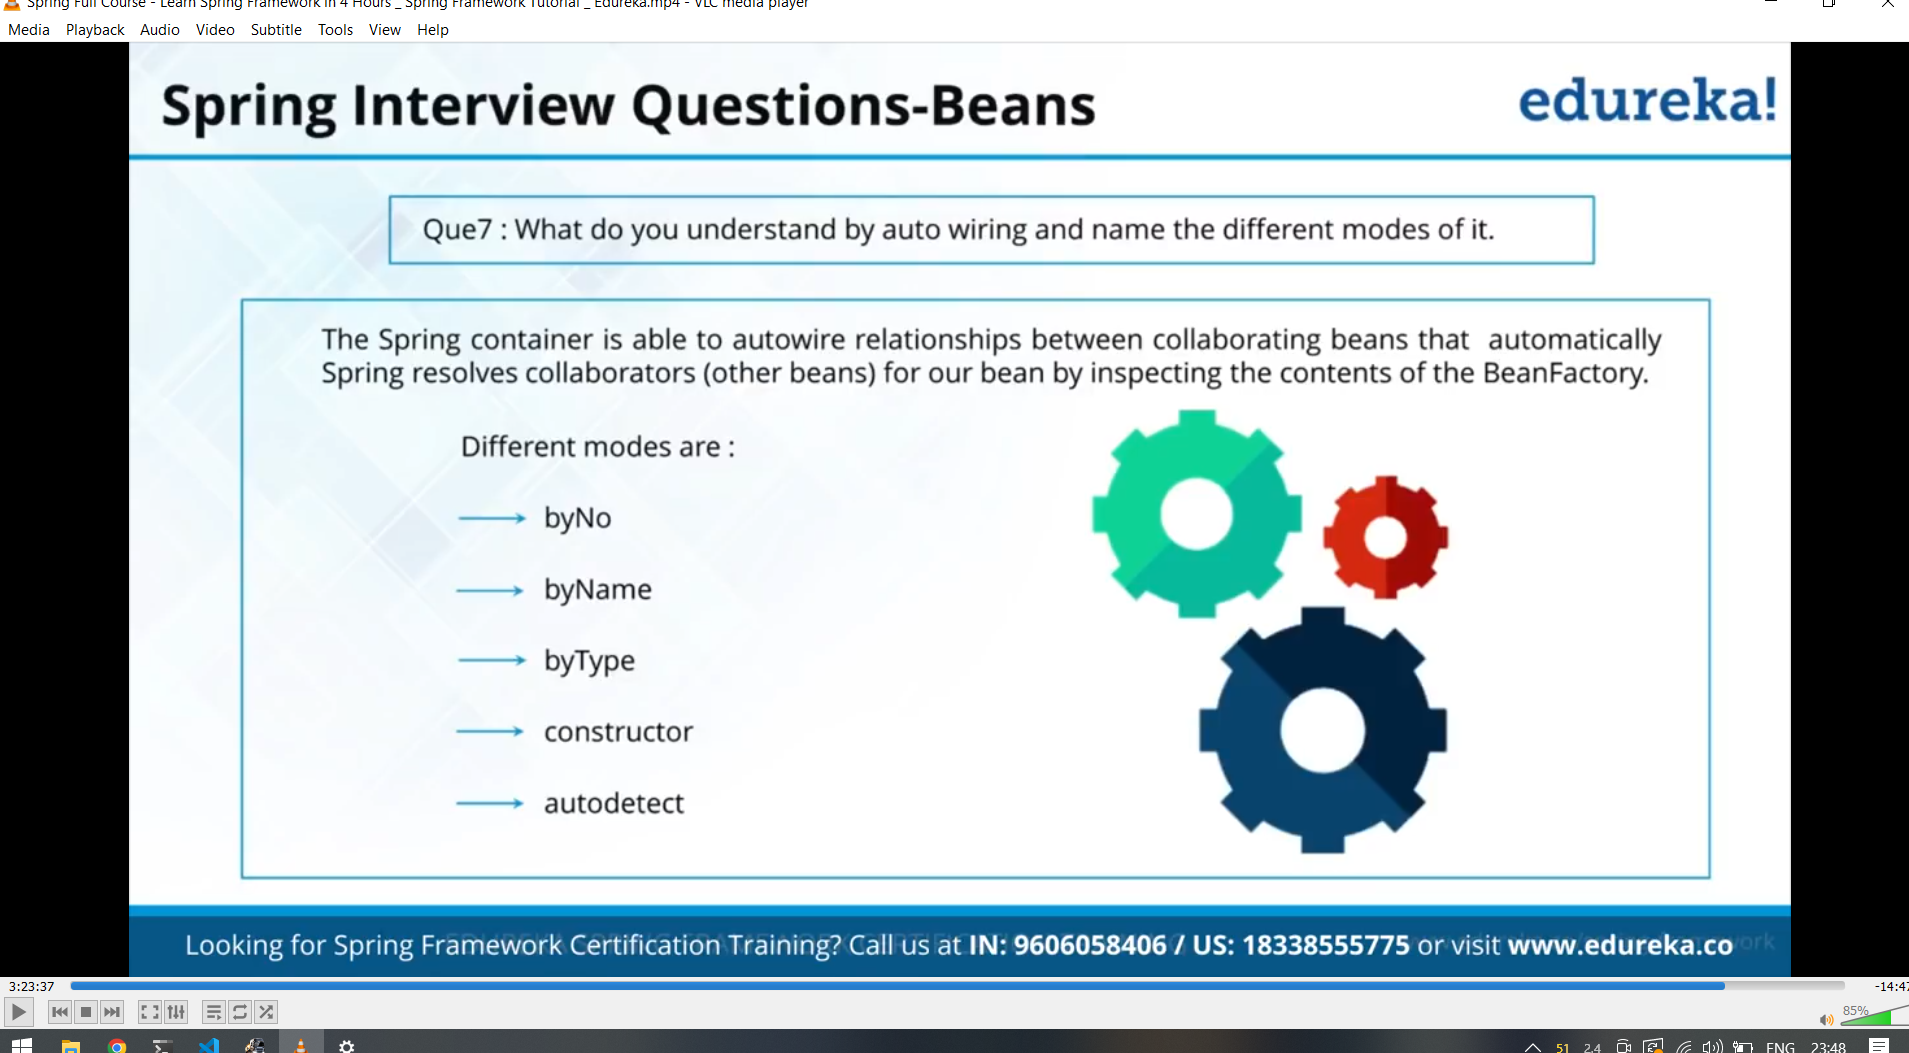 Spring Full Course - Learn Spring Framework in 4 Hours _ Spring Framework Tutorial _ Edureka.mp4 - VLC media player
Media Playback Audio Video Subtitle Tools View Help
Spring Interview Questions-Beans
edureka!
Que7 : What do you understand by auto wiring and name the different modes of it.
The Spring container is able to autowire relationships between collaborating beans that automatically
Spring resolves collaborators (other beans) for our bean by inspecting the contents of the BeanFactory.
Different modes are :
byNo
byName
byType
constructor
autodetect
Looking for Spring Framework Certification Training? Call us at IN: 9606058406 / US: 18338555775 or visit www.edureka.co
3:23:37
-14:47
85%
51 2.4 ENG 23:48